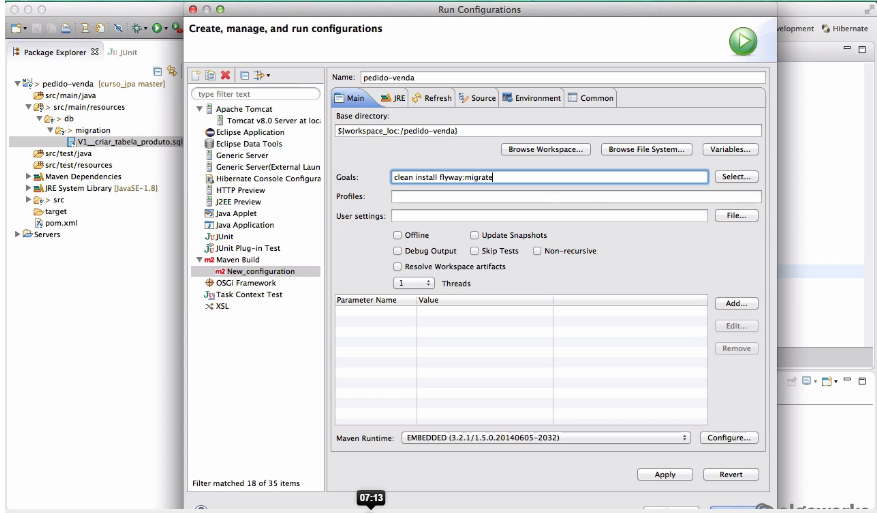 Run Configurations
Create, manage, and run configurations
elopment Hibernate
Package Explorer JUnit
pedido-venda [curso_jpa master]
src/main/java
> src/main/resources
> db
> migration
V1__criar_tabela_produto.sql
src/test/java
src/test/resources
Maven Dependencies
JRE System Library [JavaSE-1.8]
> src
target
pom.xml
Servers
type filter text
Apache Tomcat
Tomcat v8.0 Server at loc
Eclipse Application
Eclipse Data Tools
Generic Server
Generic Server(External Laun
Hibernate Console Configura
HTTP Preview
J2EE Preview
Java Applet
Java Application
JUnit
JUnit Plug-in Test
Maven Build
New_configuration
OSGi Framework
Task Context Test
XSL
Filter matched 18 of 35 items
Name: pedido-venda
Main JRE Refresh Source Environment Common
Base directory:
${workspace_loc:/pedido-venda}
Browse Workspace... Browse File System... Variables...
Goals: clean install flyway:migrate Select...
Profiles:
User settings: File...
Offline Update Snapshots
Debug Output Skip Tests Non-recursive
Resolve Workspace artifacts
1 Threads
Parameter Name Value
Add...
Edit...
Remove
Maven Runtime: EMBEDDED (3.2.1/1.5.0.20140605-2032) Configure...
Apply Revert
07:13